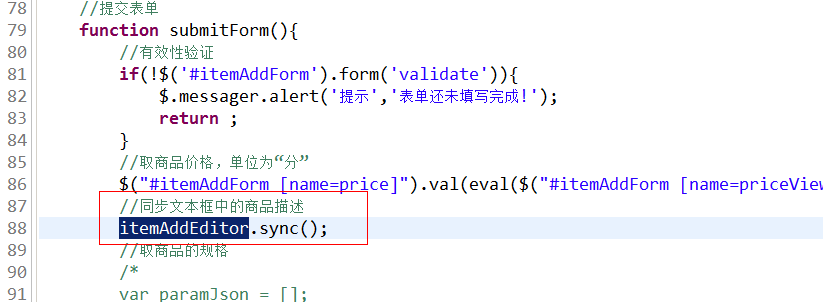 78 //提交表单
79 function submitForm(){
80 //有效性验证
81 if(!$('#itemAddForm').form('validate')){
82 $.messager.alert('提示','表单还未填写完成!');
83 return ;
84 }
85 //取商品价格，单位为“分”
86 $("#itemAddForm [name=price]").val(eval($("#itemAddForm [name=priceView
87 //同步文本框中的商品描述
88 itemAddEditor.sync();
89 //取商品的规格
90 /*
91 var paramJson = [];